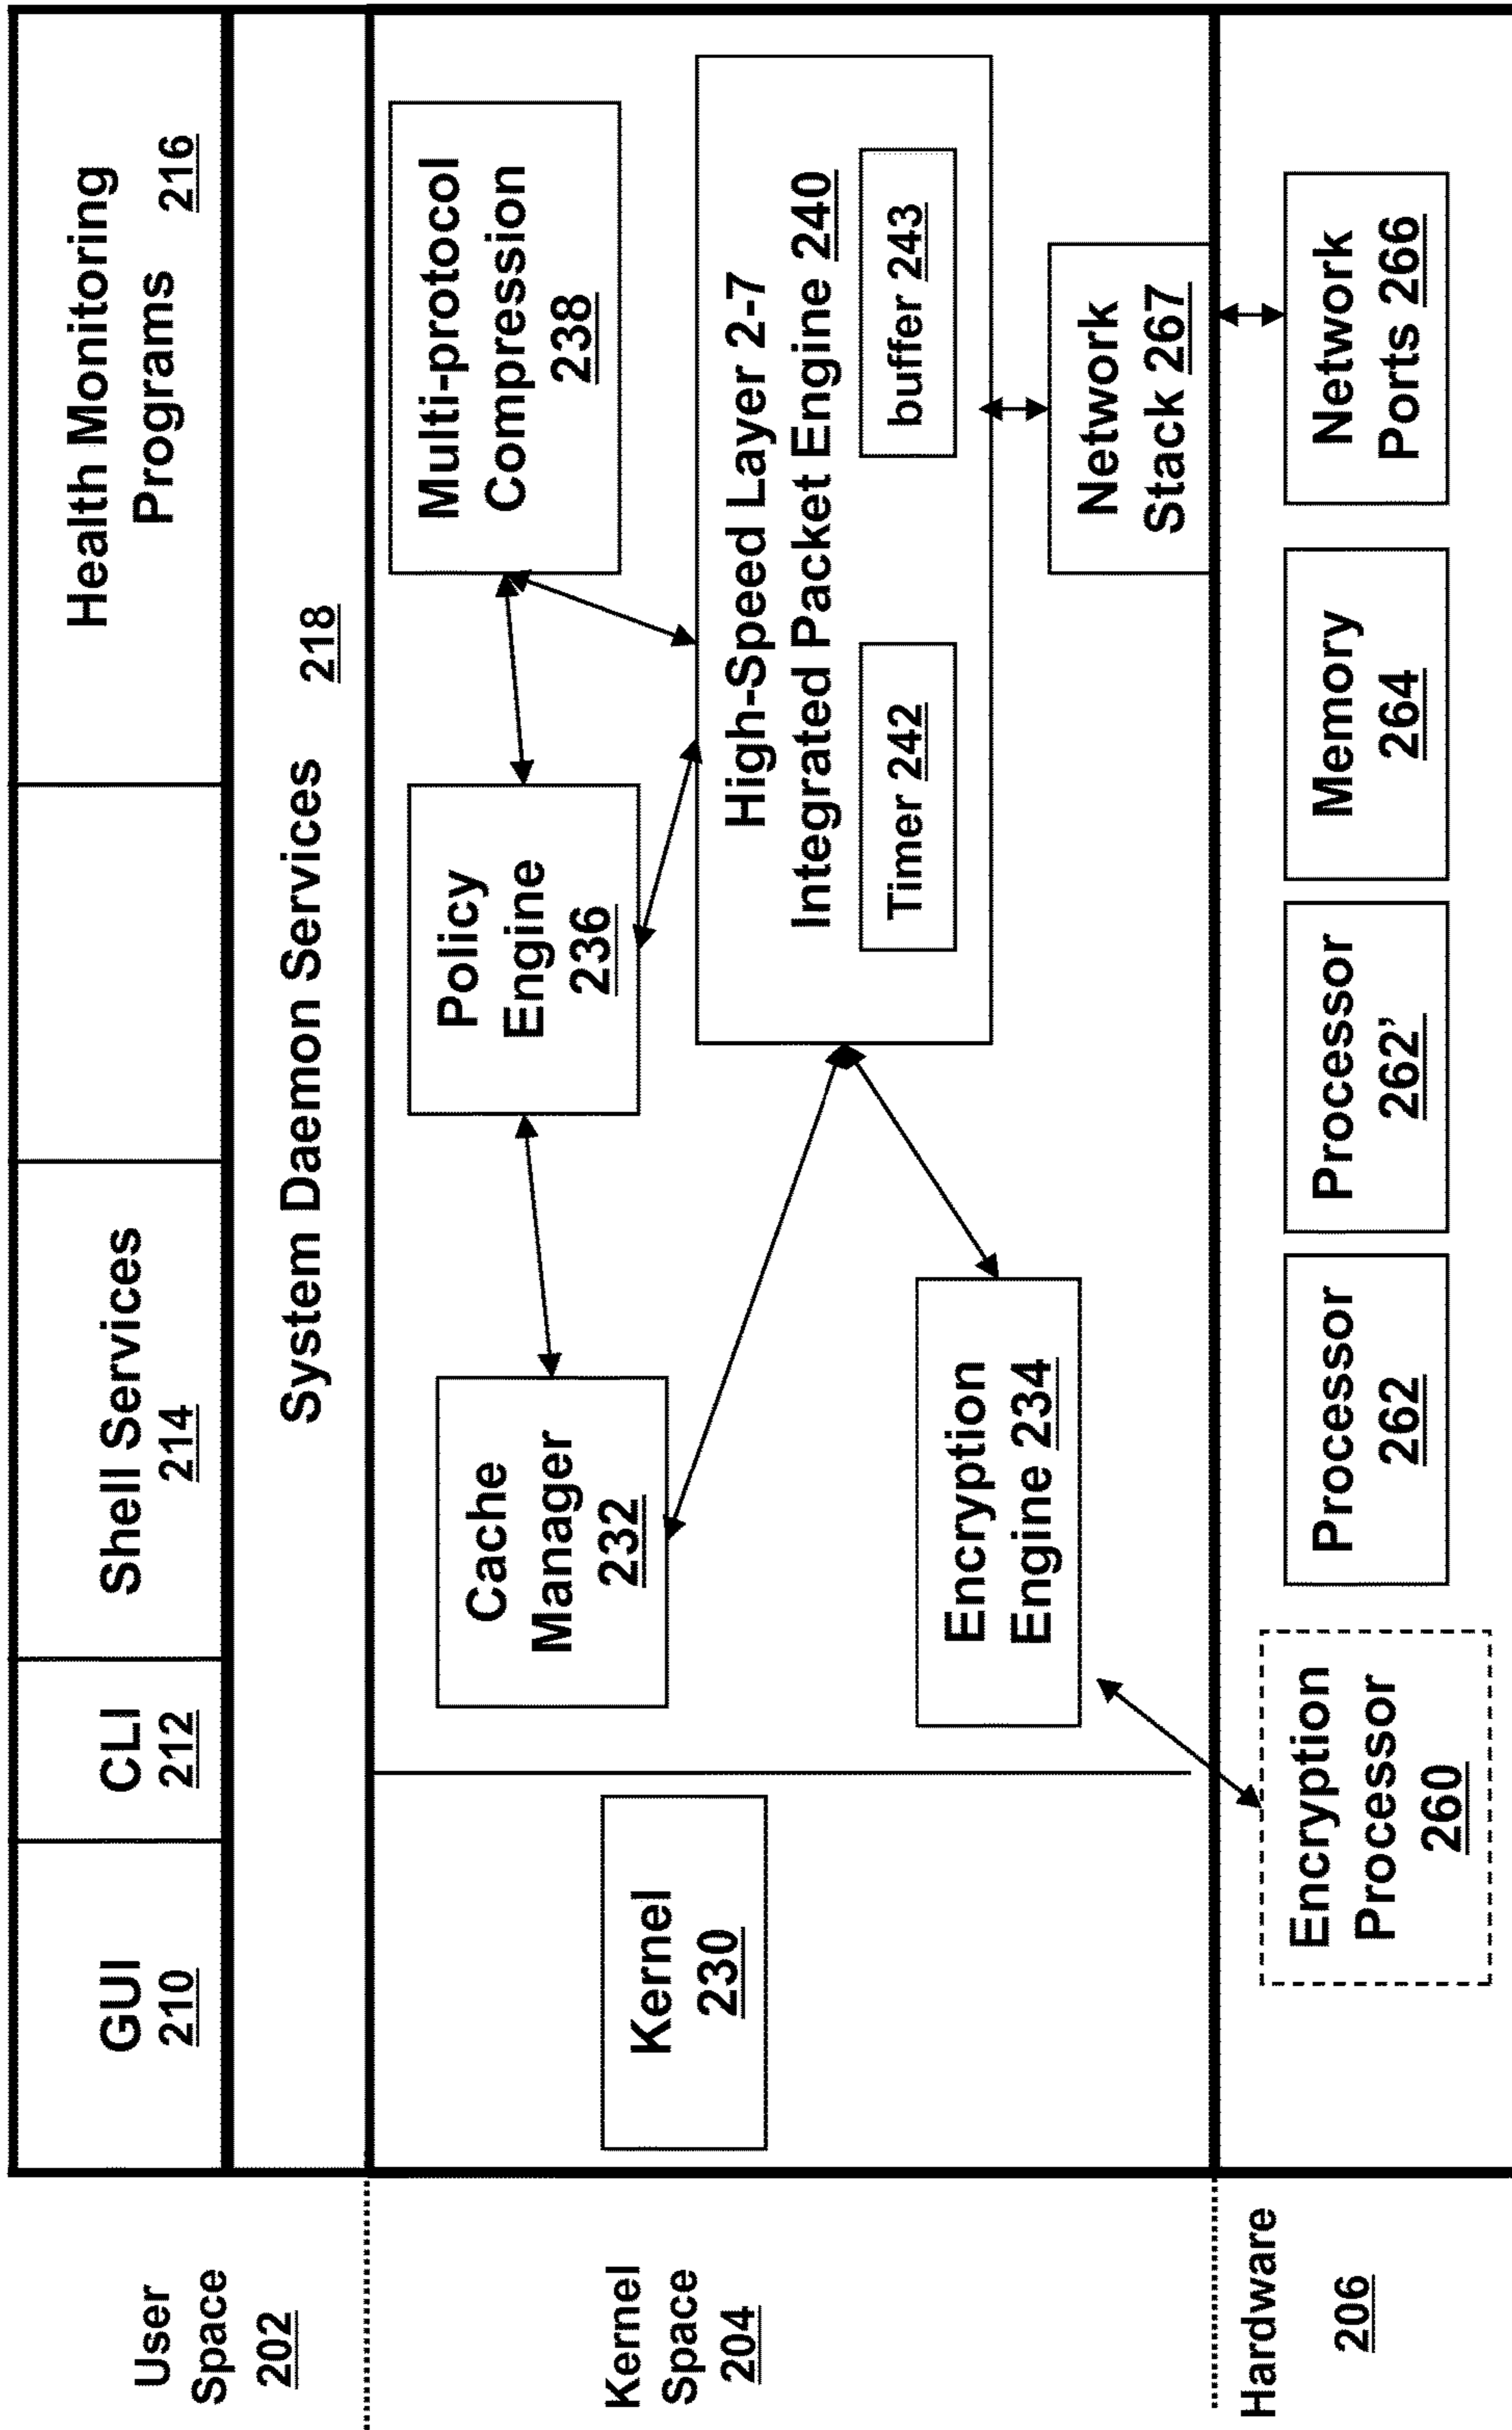 User
Space
202
GUI
210
CLI
212
Shell Services
214
Health Monitoring
Programs 216
System Daemon Services 218
Kernel
Space
204
Kernel
230
Cache
Manager
232
Policy
Engine
236
Multi-protocol
Compression
238
High-Speed Layer 2-7
Integrated Packet Engine 240
Timer 242
buffer 243
Encryption
Engine 234
Network
Stack 267
Hardware
206
Encryption
Processor
260
Processor
262
Processor
262’
Memory
264
Network
Ports 266